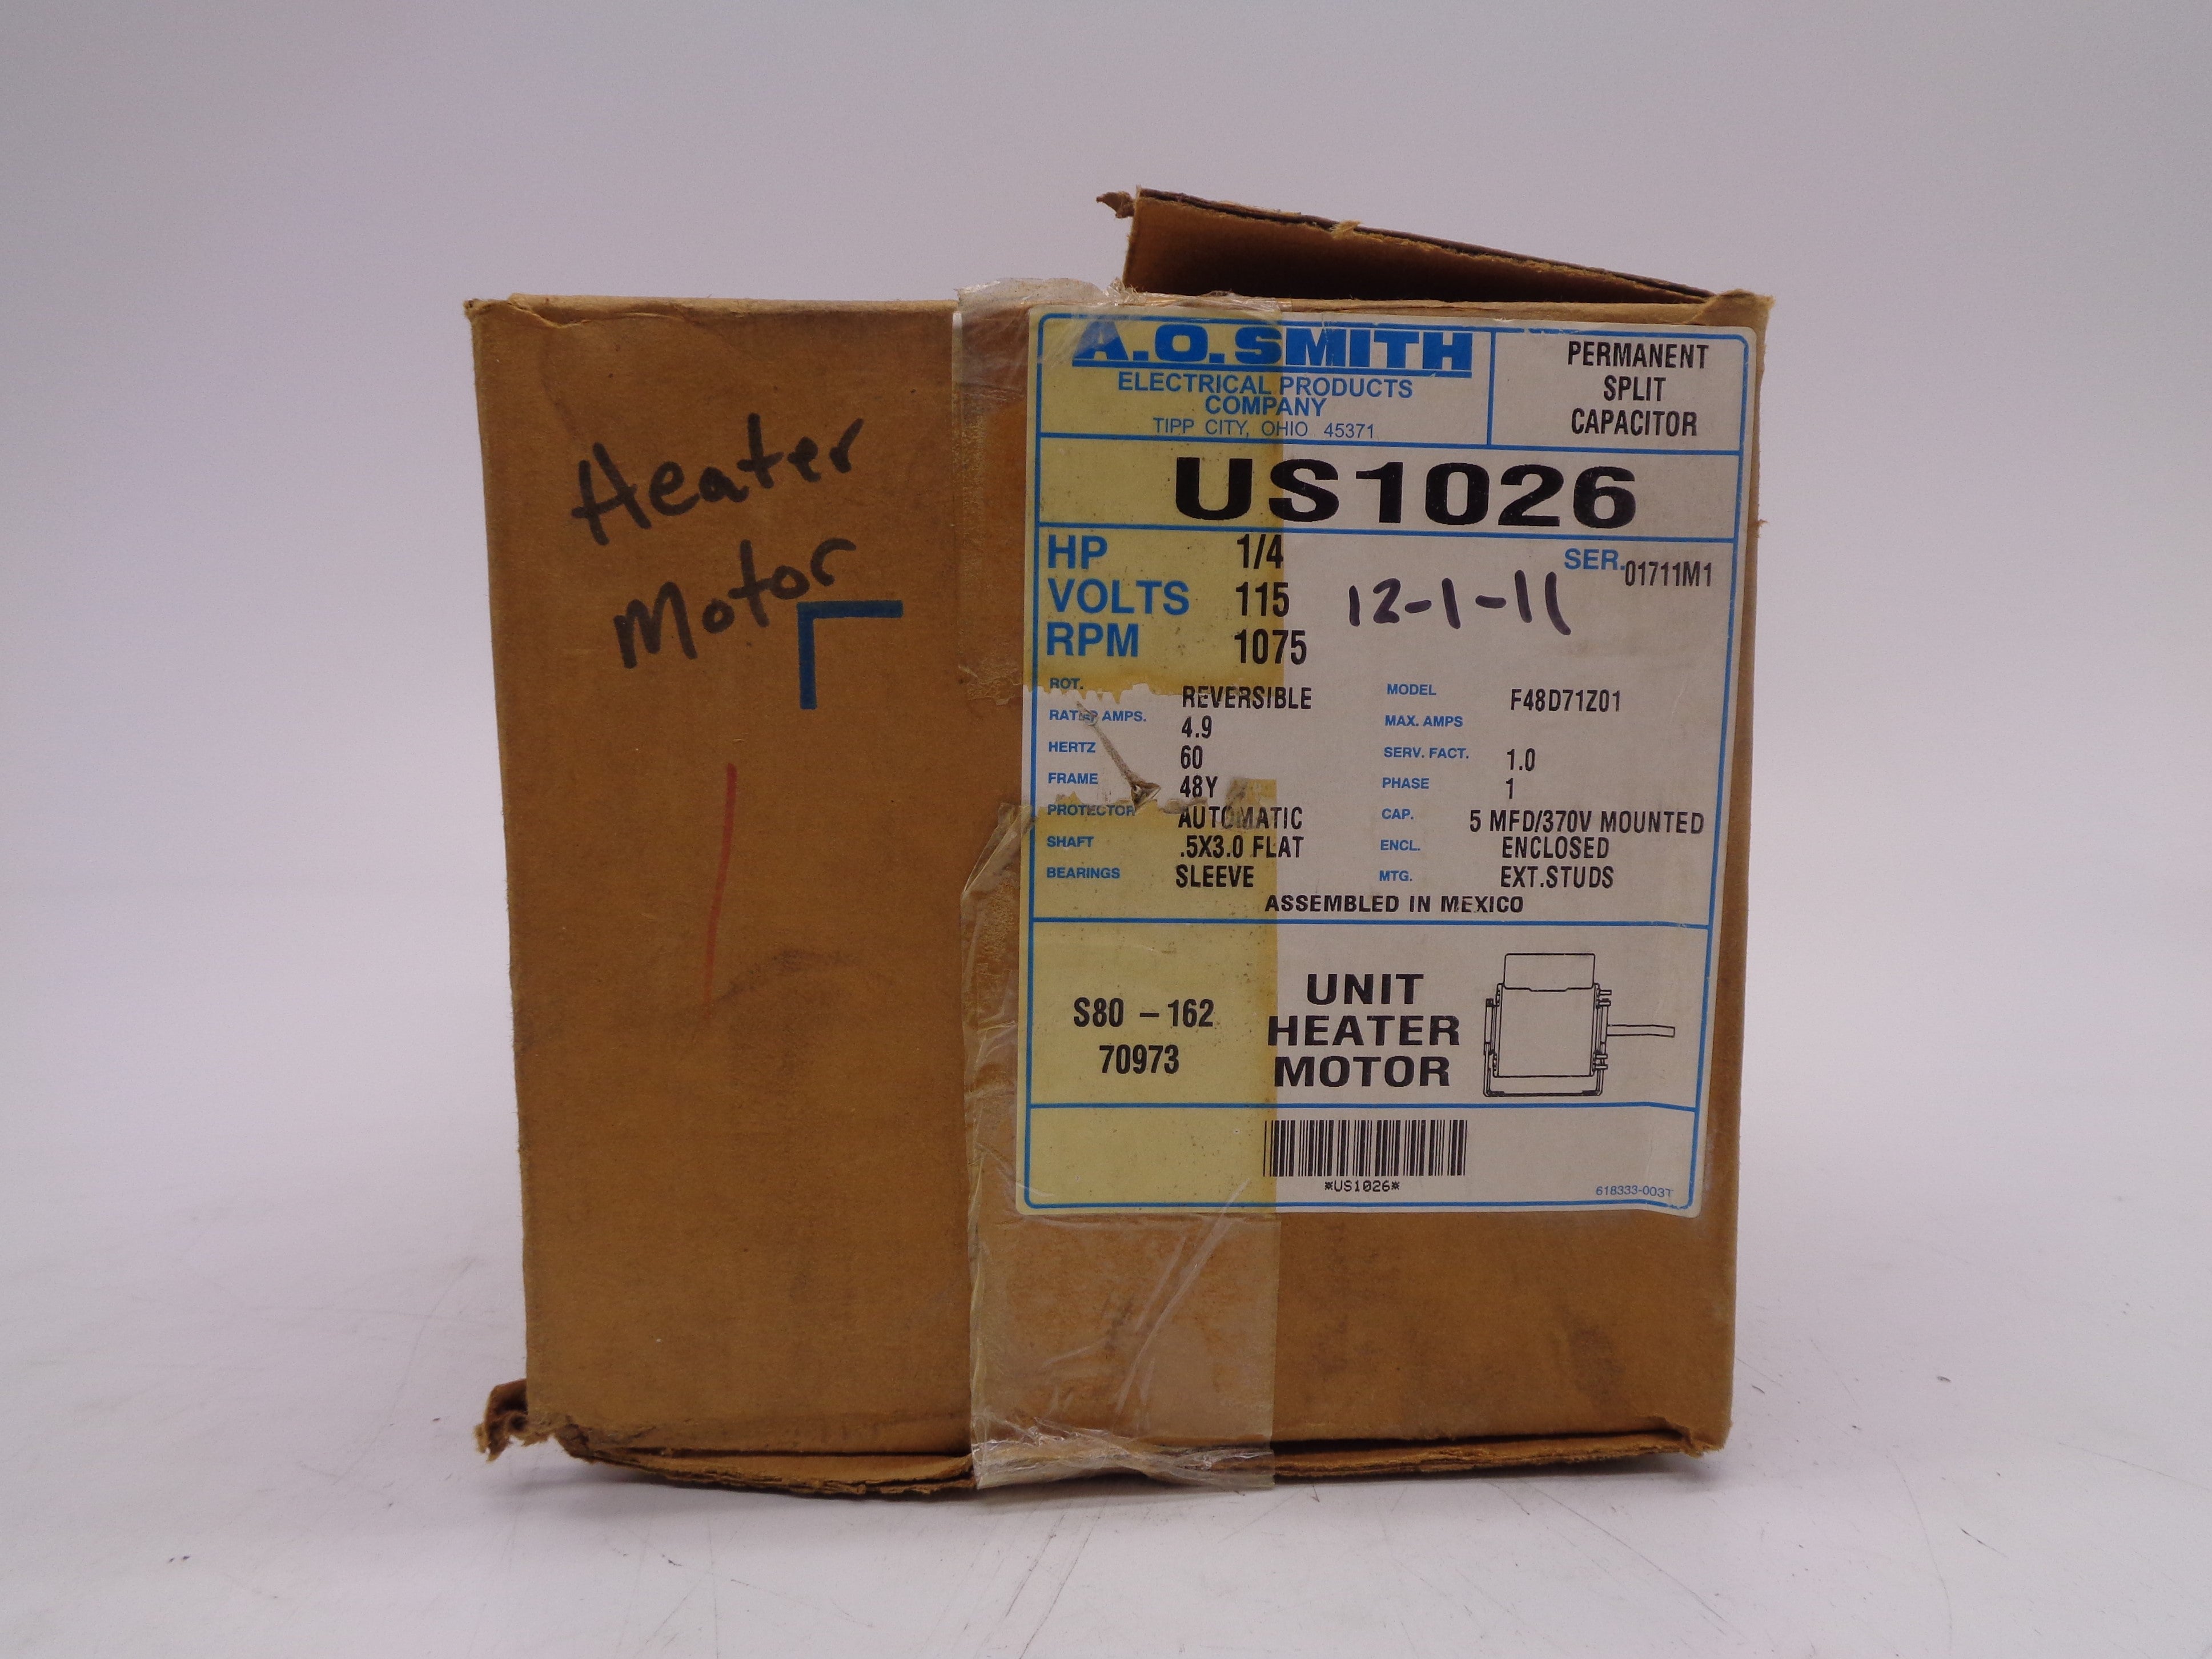 Heater
Motor
A.O.SMITH
ELECTRICAL PRODUCTS
COMPANY
TIPP CITY, OHIO 45371
PERMANENT
SPLIT
CAPACITOR
US1026
HP 1/4
VOLTS 115
RPM 1075
SER. 01711M1
12-1-11
ROT. REVERSIBLE
RATED AMPS. 4.9
HERTZ 60
FRAME 48Y
PROTECTOR AUTOMATIC
SHAFT .5X3.0 FLAT
BEARINGS SLEEVE
MODEL F48D71Z01
MAX. AMPS
SERV. FACT. 1.0
PHASE 1
CAP. 5 MFD/370V MOUNTED
ENCL. ENCLOSED
MTG. EXT.STUDS
ASSEMBLED IN MEXICO
S80 – 162
70973
UNIT
HEATER
MOTOR
*US1026*
618333-003T